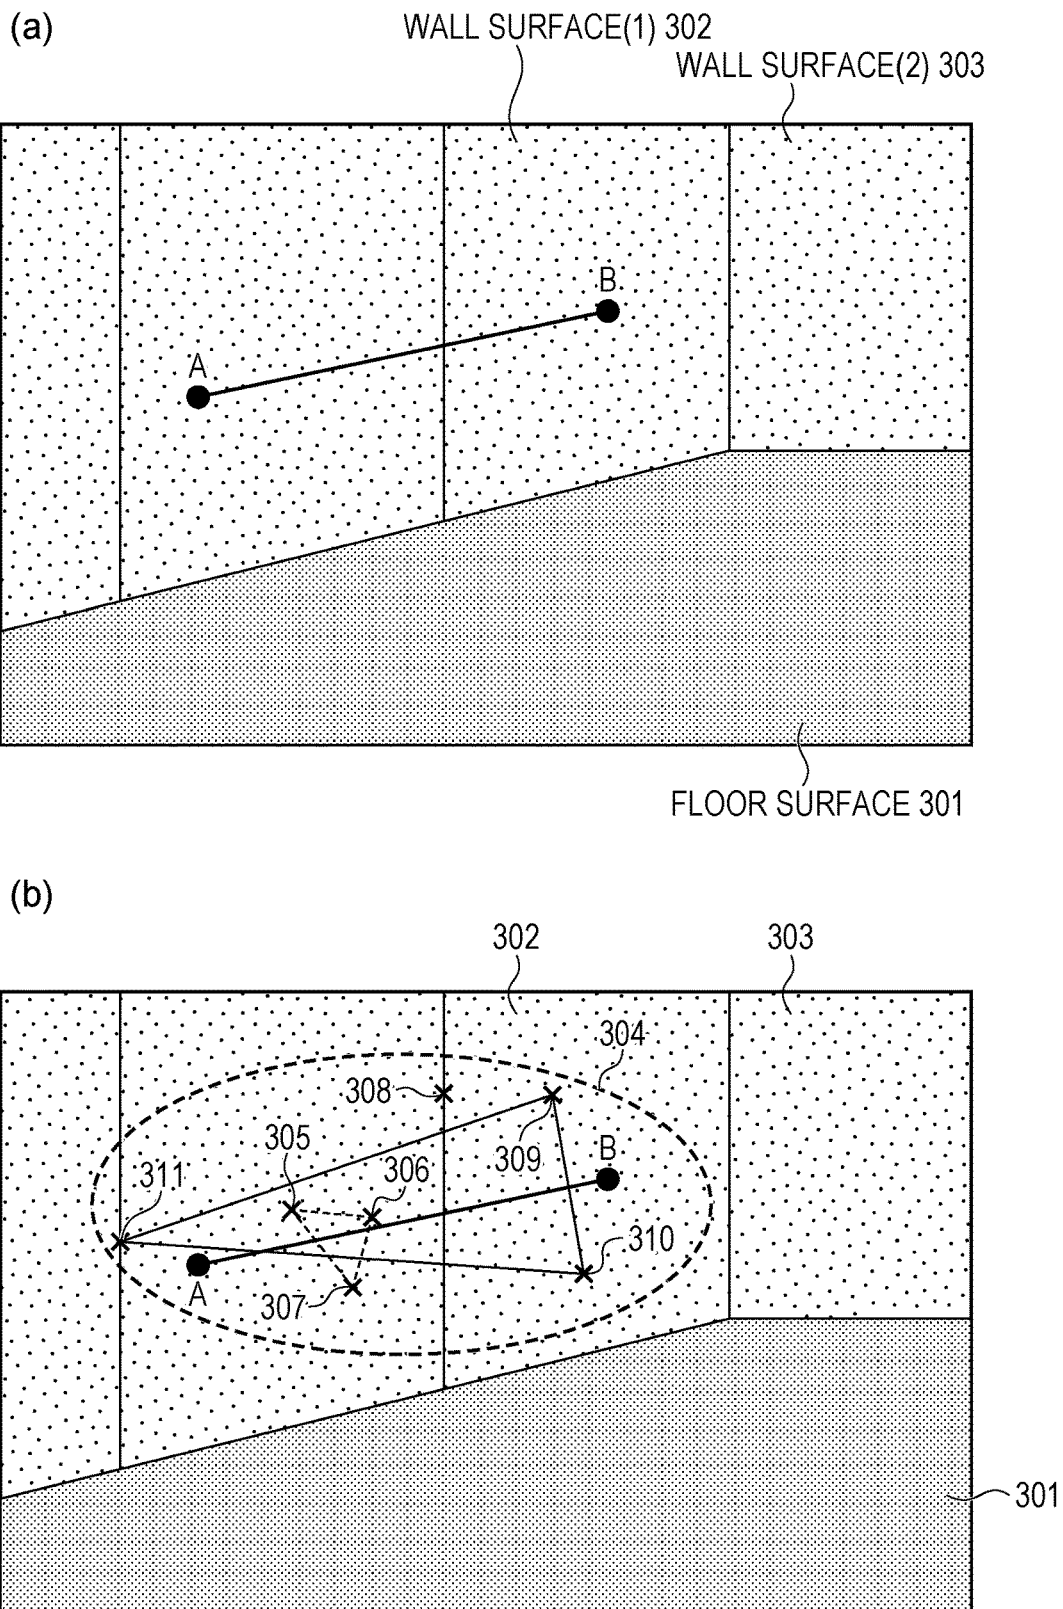 (a)
WALL SURFACE(1) 302
WALL SURFACE(2) 303
B
A
FLOOR SURFACE 301
(b)
302
303
304
308
305
B
306
309
311
310
A
307
301